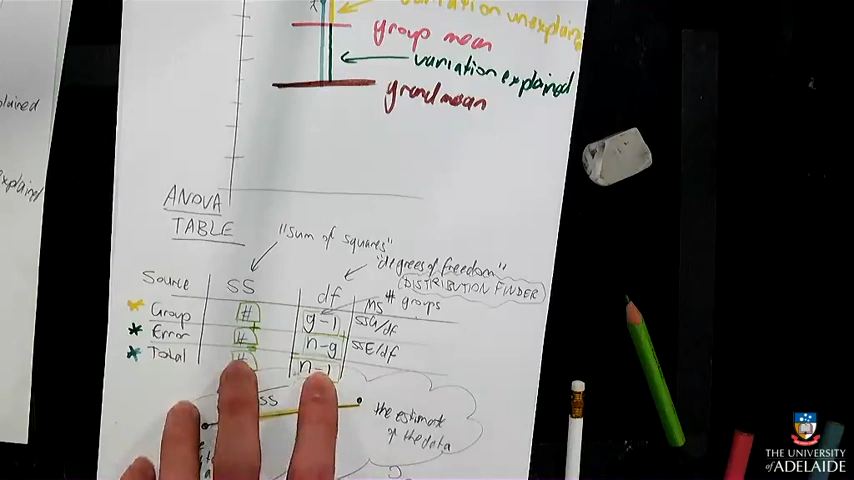 variation unexplained
group mean
variation explained
grand mean
plained
explained
ANOVA
TABLE
"sum of squares"
"degrees of freedom"
(DISTRIBUTION FINDER)
Source SS df MS # groups
* Group # g-1 SSG/df
* Error # n-g SSE/df
* Total # n-1
SS
the estimate
of the data
THE UNIVERSITY
of ADELAIDE